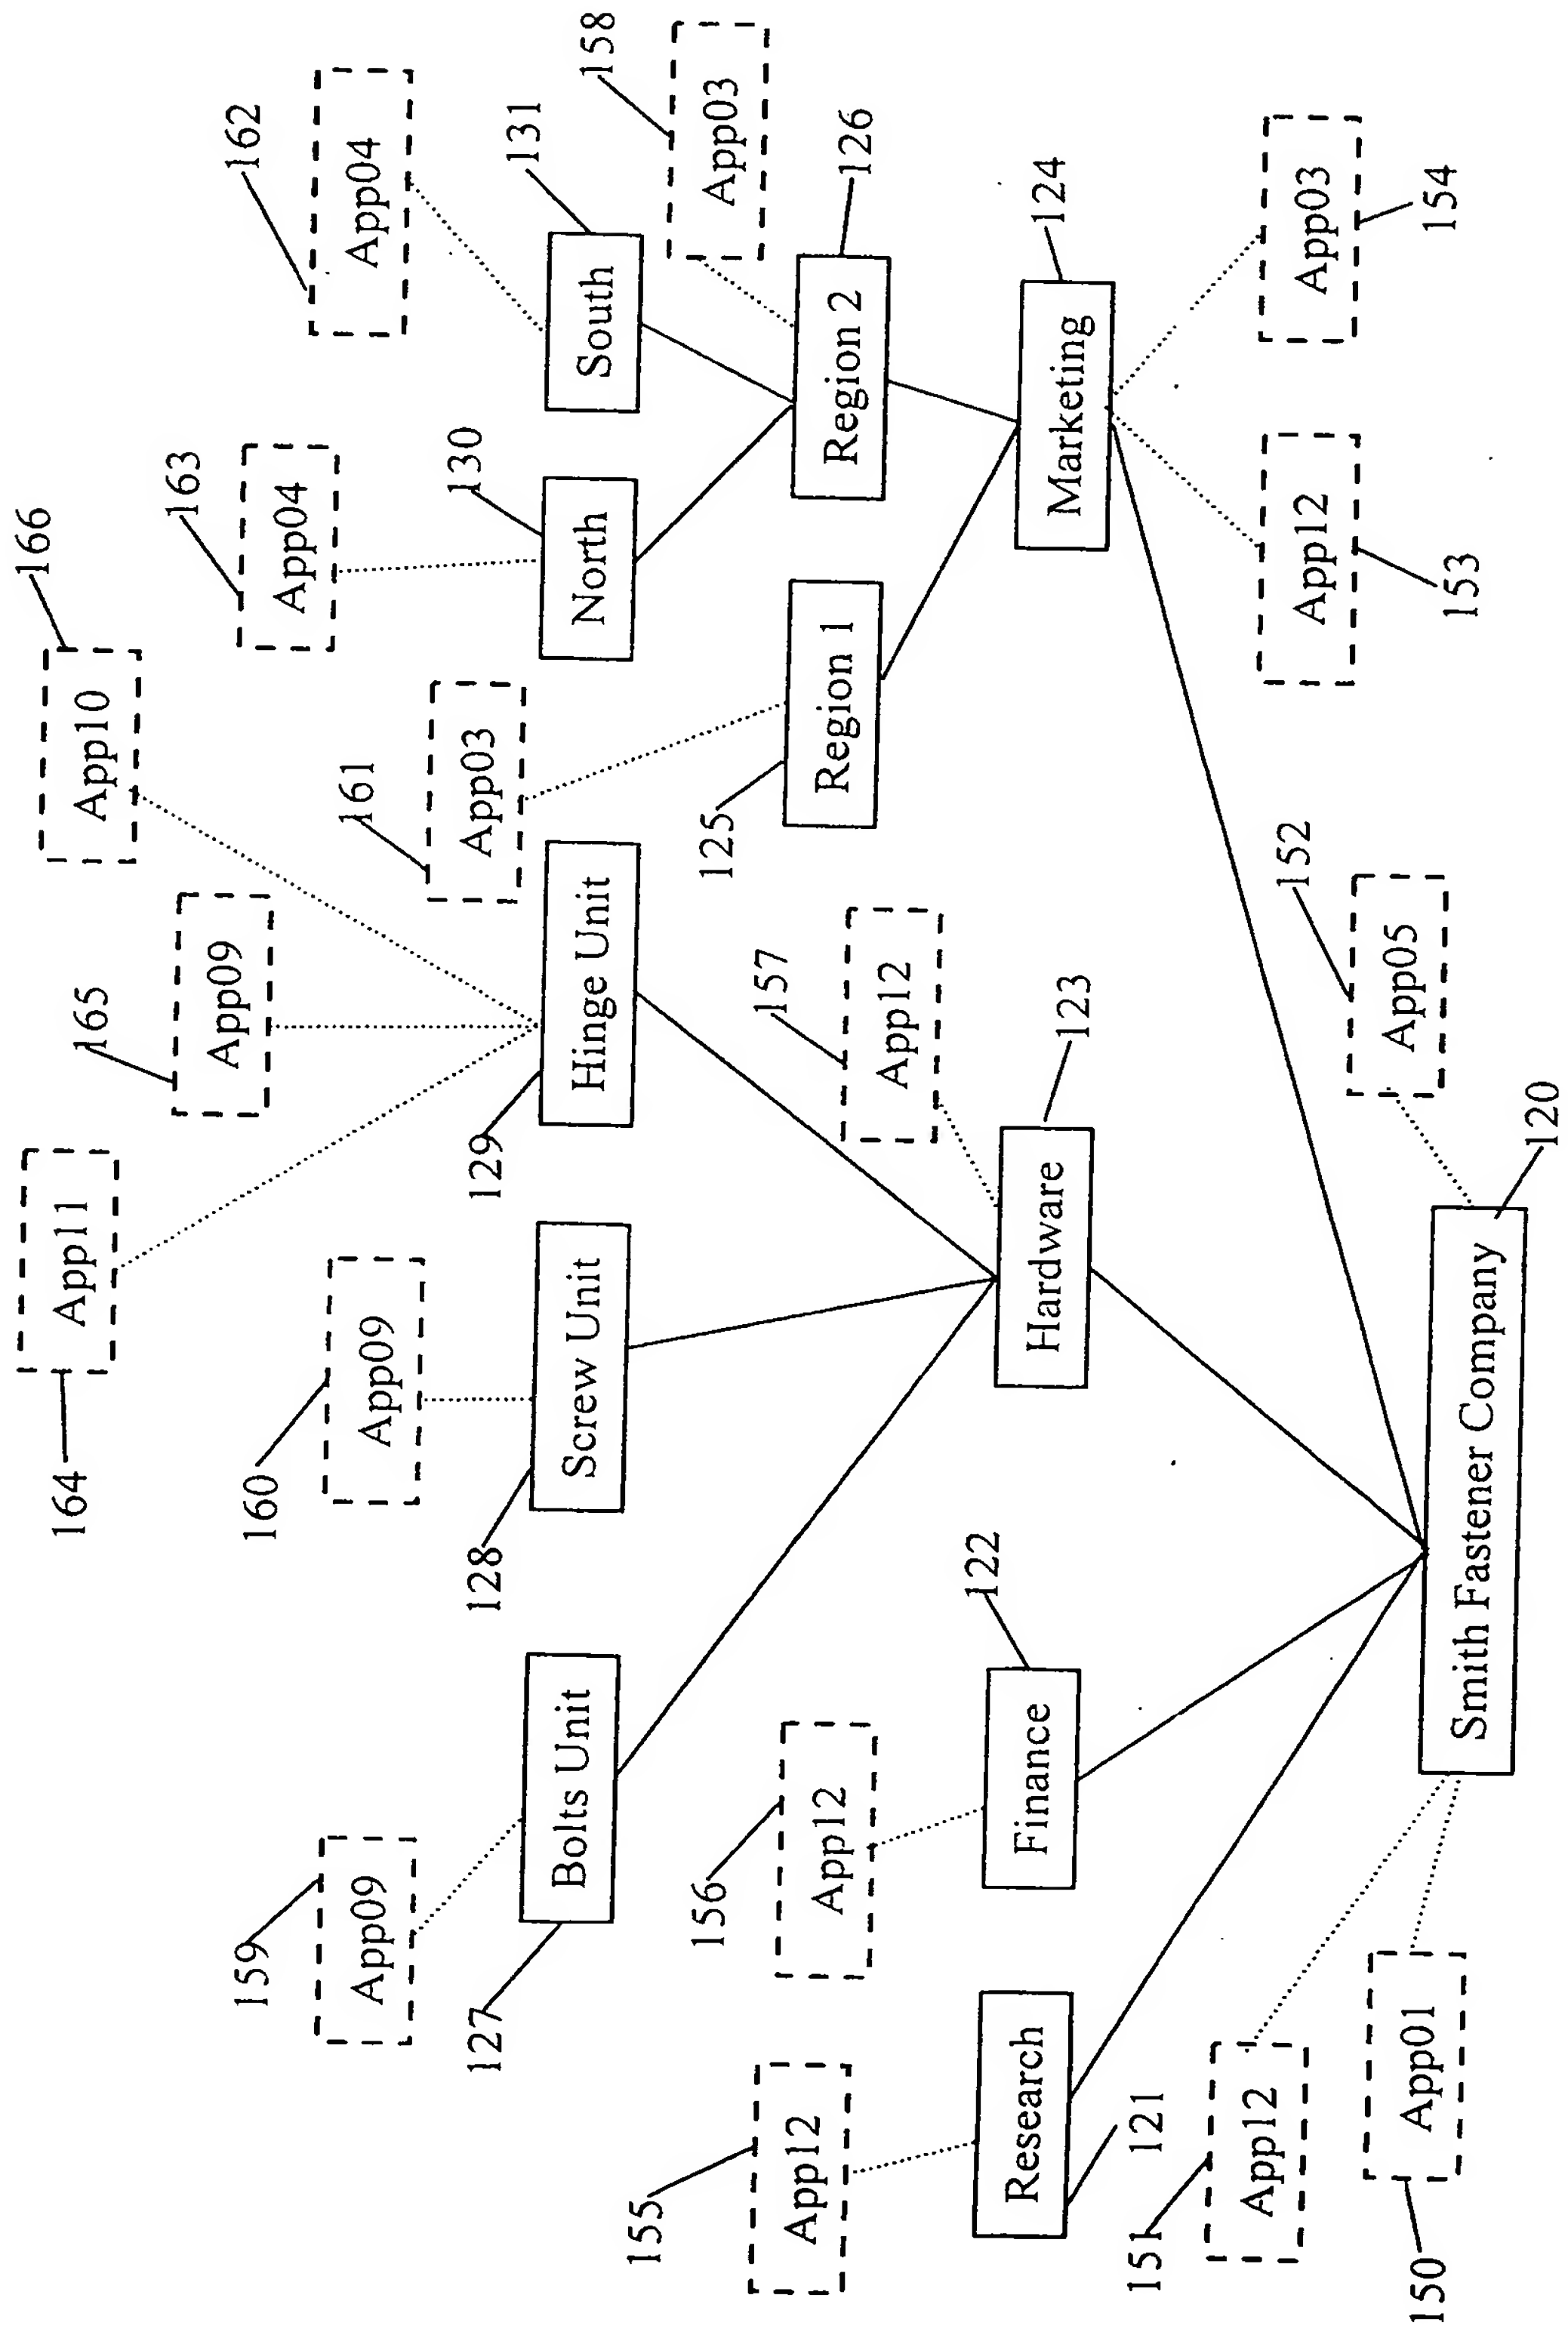 164
App11
165
App09
App10
166
160
App09
161
App03
163
App04
162
App04
159
App09
128
Screw Unit
129
Hinge Unit
130
North
South
131
127
Bolts Unit
158
App03
155
App12
156
App12
157
App12
125
Region 1
Region 2
126
Research
121
Finance
122
Hardware
123
Marketing
124
151
App12
App12
153
App03
154
150
App01
Smith Fastener Company
120
App05
152